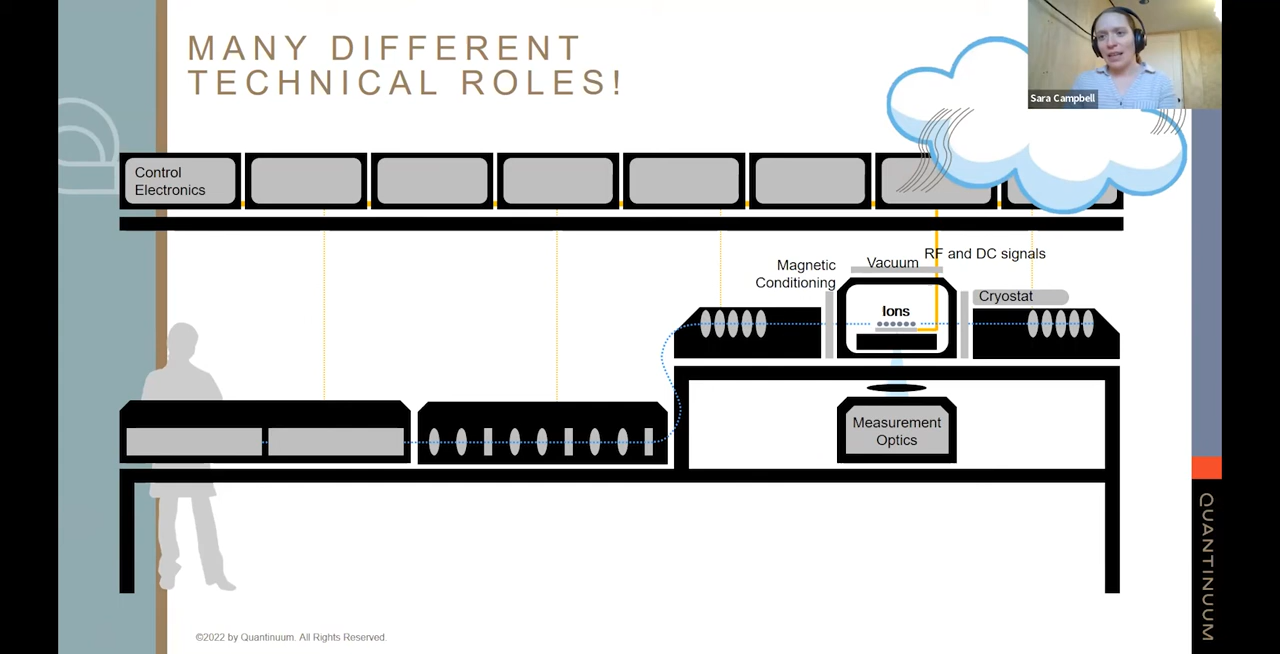 MANY DIFFERENT
TECHNICAL ROLES!
Sara Campbell
Control
Electronics
RF and DC signals
Vacuum
Magnetic
Conditioning
Cryostat
Ions
Measurement
Optics
QUANTINUUM
©2022 by Quantinuum. All Rights Reserved.